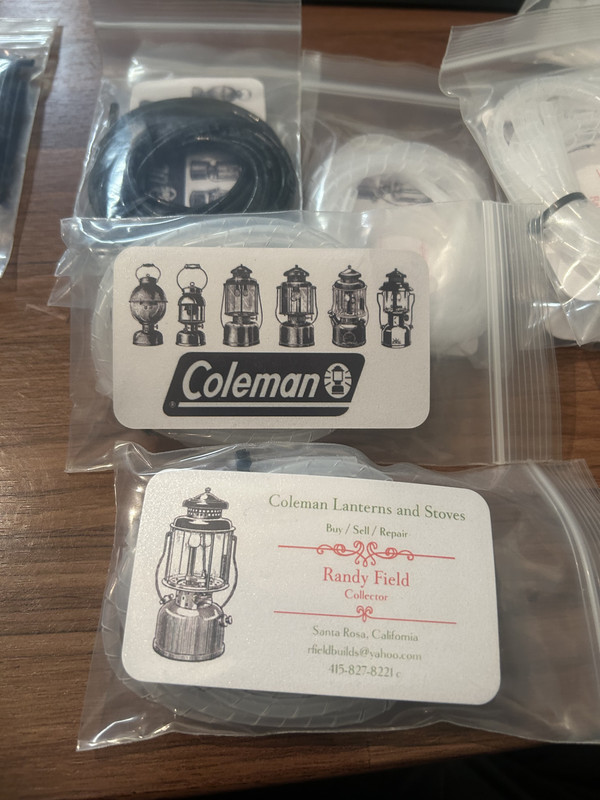 Coleman
Coleman Lanterns and Stoves
Buy / Sell / Repair
Randy Field
Collector
Santa Rosa, California
rfieldbuilds@yahoo.com
415-827-8221 c